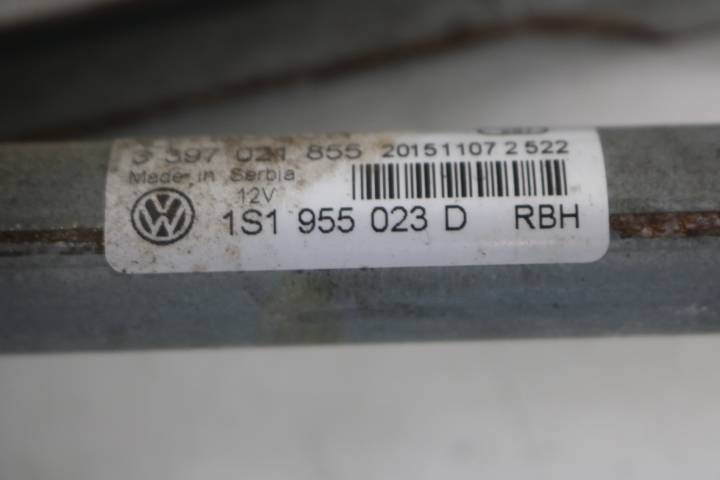 3 397 021 855 20151107 2 522
Made in Serbia
12V
1S1 955 023 D RBH